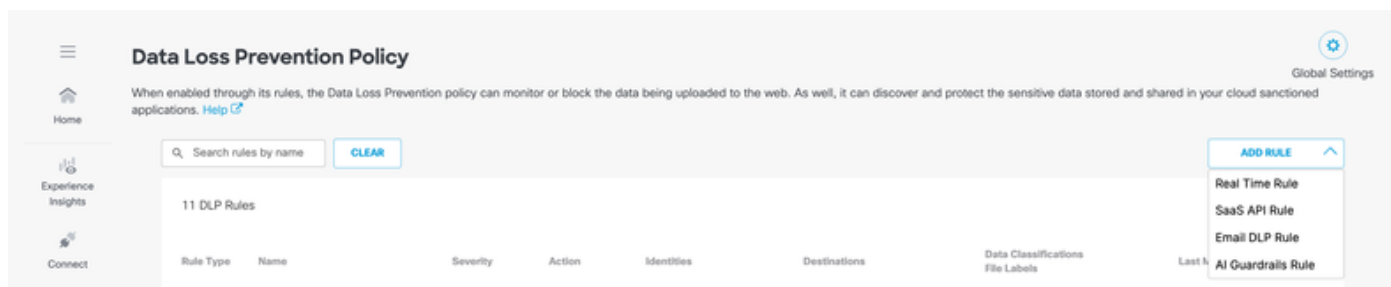 Data Loss Prevention Policy
Global Settings
When enabled through its rules, the Data Loss Prevention policy can monitor or block the data being uploaded to the web. As well, it can discover and protect the sensitive data stored and shared in your cloud sanctioned
applications. Help
Home
Search rules by name
CLEAR
ADD RULE
Real Time Rule
SaaS API Rule
Email DLP Rule
AI Guardrails Rule
Experience
Insights
11 DLP Rules
Connect
Rule Type
Name
Severity
Action
Identities
Destinations
Data Classifications
File Labels
Last